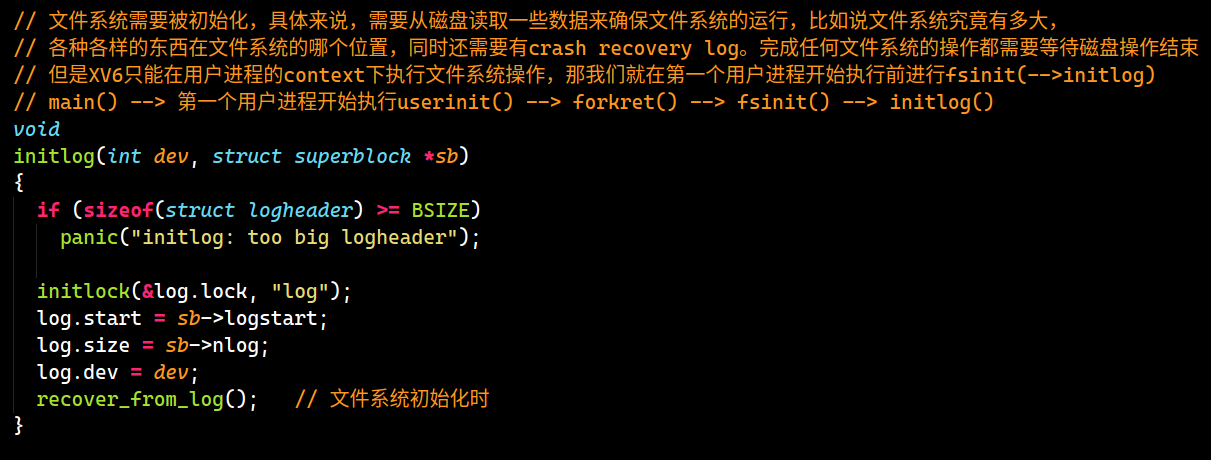 // 文件系统需要被初始化，具体来说，需要从磁盘读取一些数据来确保文件系统的运行，比如说文件系统究竟有多大，
// 各种各样的东西在文件系统的哪个位置，同时还需要有crash recovery log。完成任何文件系统的操作都需要等待磁盘操作结束
// 但是XV6只能在用户进程的context下执行文件系统操作，那我们就在第一个用户进程开始执行前进行fsinit(-->initlog)
// main() --> 第一个用户进程开始执行userinit() --> forkret() --> fsinit() --> initlog()
void
initlog(int dev, struct superblock *sb)
{
  if (sizeof(struct logheader) >= BSIZE)
    panic("initlog: too big logheader");

  initlock(&log.lock, "log");
  log.start = sb->logstart;
  log.size = sb->nlog;
  log.dev = dev;
  recover_from_log();   // 文件系统初始化时
}